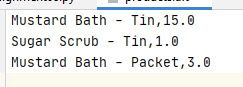 Mustard Bath - Tin,15.0
Sugar Scrub - Tin,1.0
Mustard Bath - Packet,3.0